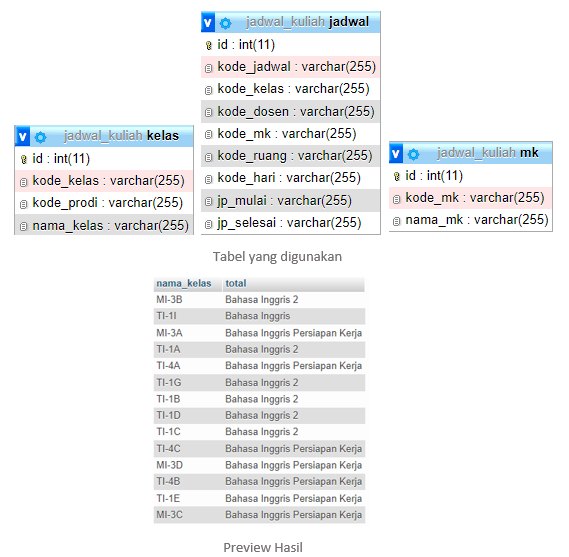 jadwal_kuliah jadwal
id : int(11)
kode_jadwal : varchar(255)
kode_kelas : varchar(255)
kode_dosen : varchar(255)
kode_mk : varchar(255)
kode_ruang : varchar(255)
kode_hari : varchar(255)
jp_mulai : varchar(255)
jp_selesai : varchar(255)
jadwal_kuliah kelas
id : int(11)
kode_kelas : varchar(255)
kode_prodi : varchar(255)
nama_kelas : varchar(255)
jadwal_kuliah mk
id : int(11)
kode_mk : varchar(255)
nama_mk : varchar(255)
Tabel yang digunakan
nama_kelas total
MI-3B Bahasa Inggris 2
TI-1I Bahasa Inggris
MI-3A Bahasa Inggris Persiapan Kerja
TI-1A Bahasa Inggris 2
TI-4A Bahasa Inggris Persiapan Kerja
TI-1G Bahasa Inggris 2
TI-1B Bahasa Inggris 2
TI-1D Bahasa Inggris 2
TI-1C Bahasa Inggris 2
TI-4C Bahasa Inggris Persiapan Kerja
MI-3D Bahasa Inggris Persiapan Kerja
TI-4B Bahasa Inggris Persiapan Kerja
TI-1E Bahasa Inggris Persiapan Kerja
MI-3C Bahasa Inggris Persiapan Kerja
Preview Hasil